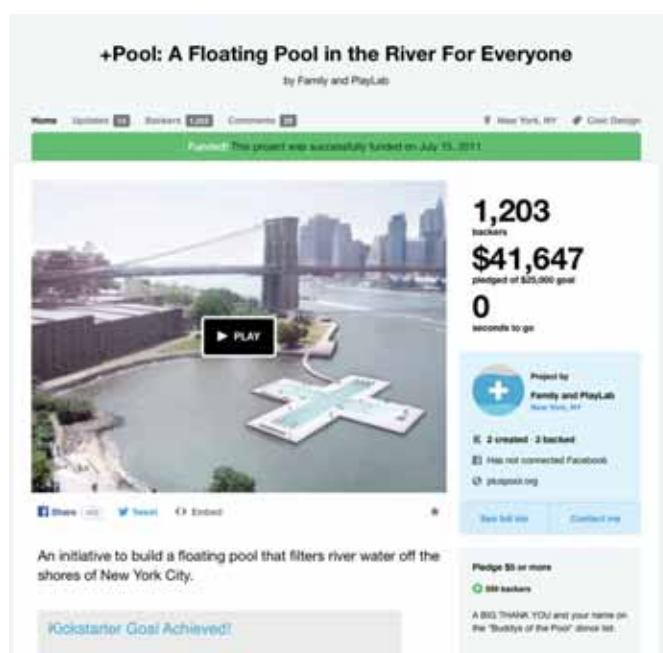 +Pool: A Floating Pool in the River For Everyone
by Family and PlayLab
Home Updates Backers 1,203 Comments
New York, NY Civic Design
Funded! This project was successfully funded on July 15, 2011
PLAY
1,203
backers
$41,647
pledged of $25,000 goal
0
seconds to go
Project by
Family and PlayLab
New York, NY
2 created · 3 backed
Has not connected Facebook
pluspool.org
See full bio Contact me
Share Tweet Embed
An initiative to build a floating pool that filters river water off the
shores of New York City.
Kickstarter Goal Achieved!
Pledge $5 or more
backers
A BIG THANK YOU and your name on
the "Buddys of the Pool" donor list.